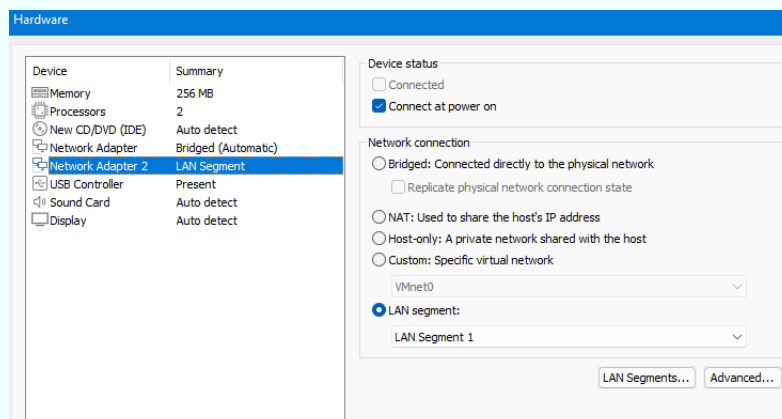 Hardware
Device Summary
Memory 256 MB
Processors 2
New CD/DVD (IDE) Auto detect
Network Adapter Bridged (Automatic)
Network Adapter 2 LAN Segment
USB Controller Present
Sound Card Auto detect
Display Auto detect
Device status
Connected
Connect at power on
Network connection
Bridged: Connected directly to the physical network
Replicate physical network connection state
NAT: Used to share the host's IP address
Host-only: A private network shared with the host
Custom: Specific virtual network
VMnet0
LAN segment:
LAN Segment 1
LAN Segments... Advanced...